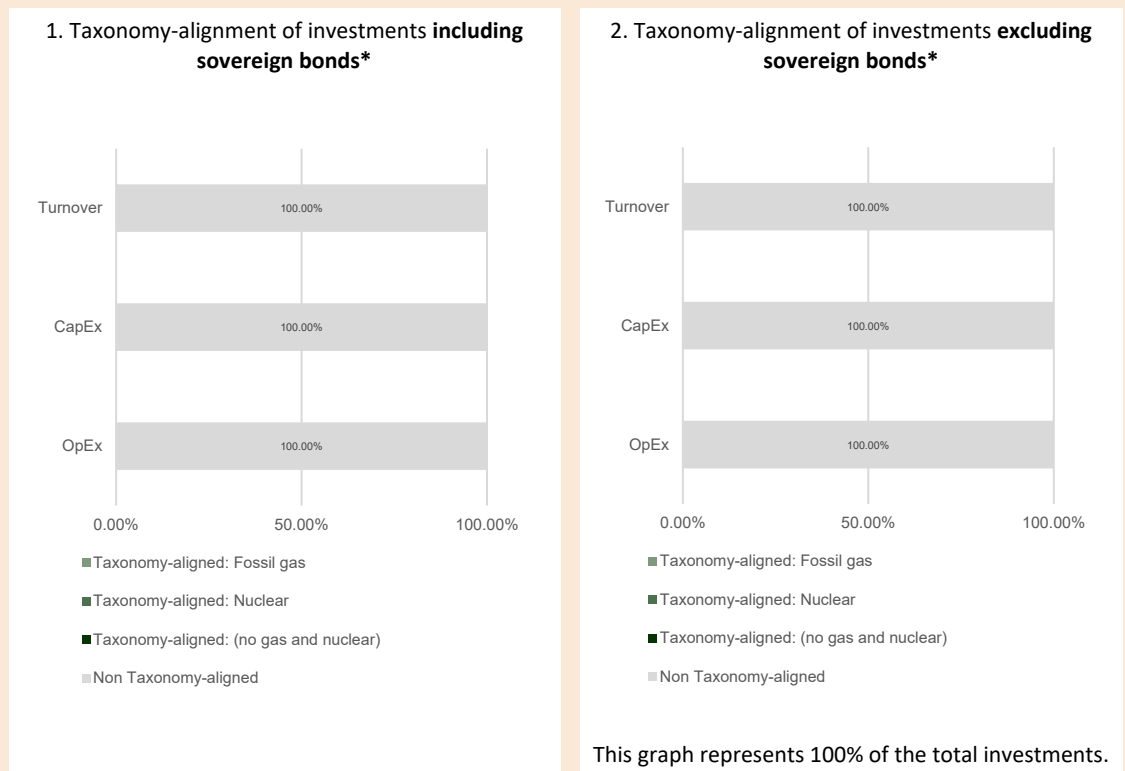 1. Taxonomy-alignment of investments including
sovereign bonds*
Turnover
100.00%
CapEx
100.00%
OpEx
100.00%
0.00% 50.00% 100.00%
Taxonomy-aligned: Fossil gas
Taxonomy-aligned: Nuclear
Taxonomy-aligned: (no gas and nuclear)
Non Taxonomy-aligned
2. Taxonomy-alignment of investments excluding
sovereign bonds*
Turnover
100.00%
CapEx
100.00%
OpEx
100.00%
0.00% 50.00% 100.00%
Taxonomy-aligned: Fossil gas
Taxonomy-aligned: Nuclear
Taxonomy-aligned: (no gas and nuclear)
Non Taxonomy-aligned
This graph represents 100% of the total investments.